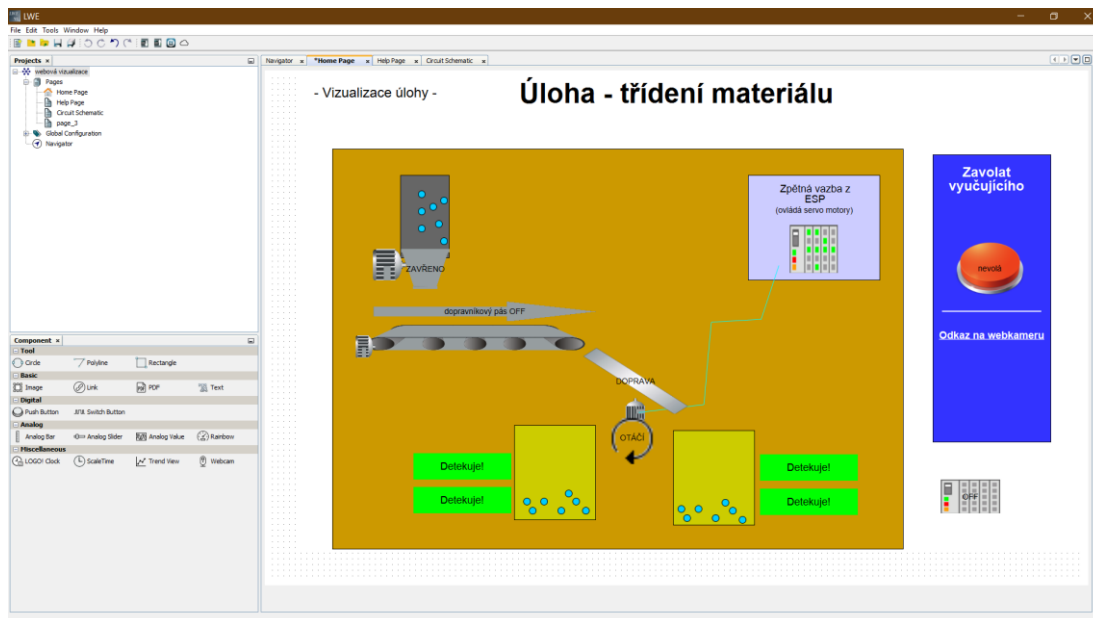 LWE
File Edit Tools Window Help
Projects
webová vizualizace
Pages
Home Page
Help Page
Circuit Schematic
page_3
Global Configuration
Navigator
Component
Tool
Circle Polyline Rectangle
Basic
Image Link PDF Text
Digital
Push Button Switch Button
Analog
Analog Bar Analog Slider Analog Value Rainbow
Miscellaneous
LOGO! Clock ScaleTime Trend View Webcam
Navigator *Home Page Help Page Circuit Schematic
- Vizualizace úlohy -
Úloha - třídení materiálu
ZAVŘENO
dopravníkový pás OFF
DOPRAVA
OTÁČÍ
Detekuje!
Detekuje!
Detekuje!
Detekuje!
Zpětná vazba z
ESP
(ovládá servo motory)
Zavolat
vyučujícího
nevolá
Odkaz na webkameru
OFF